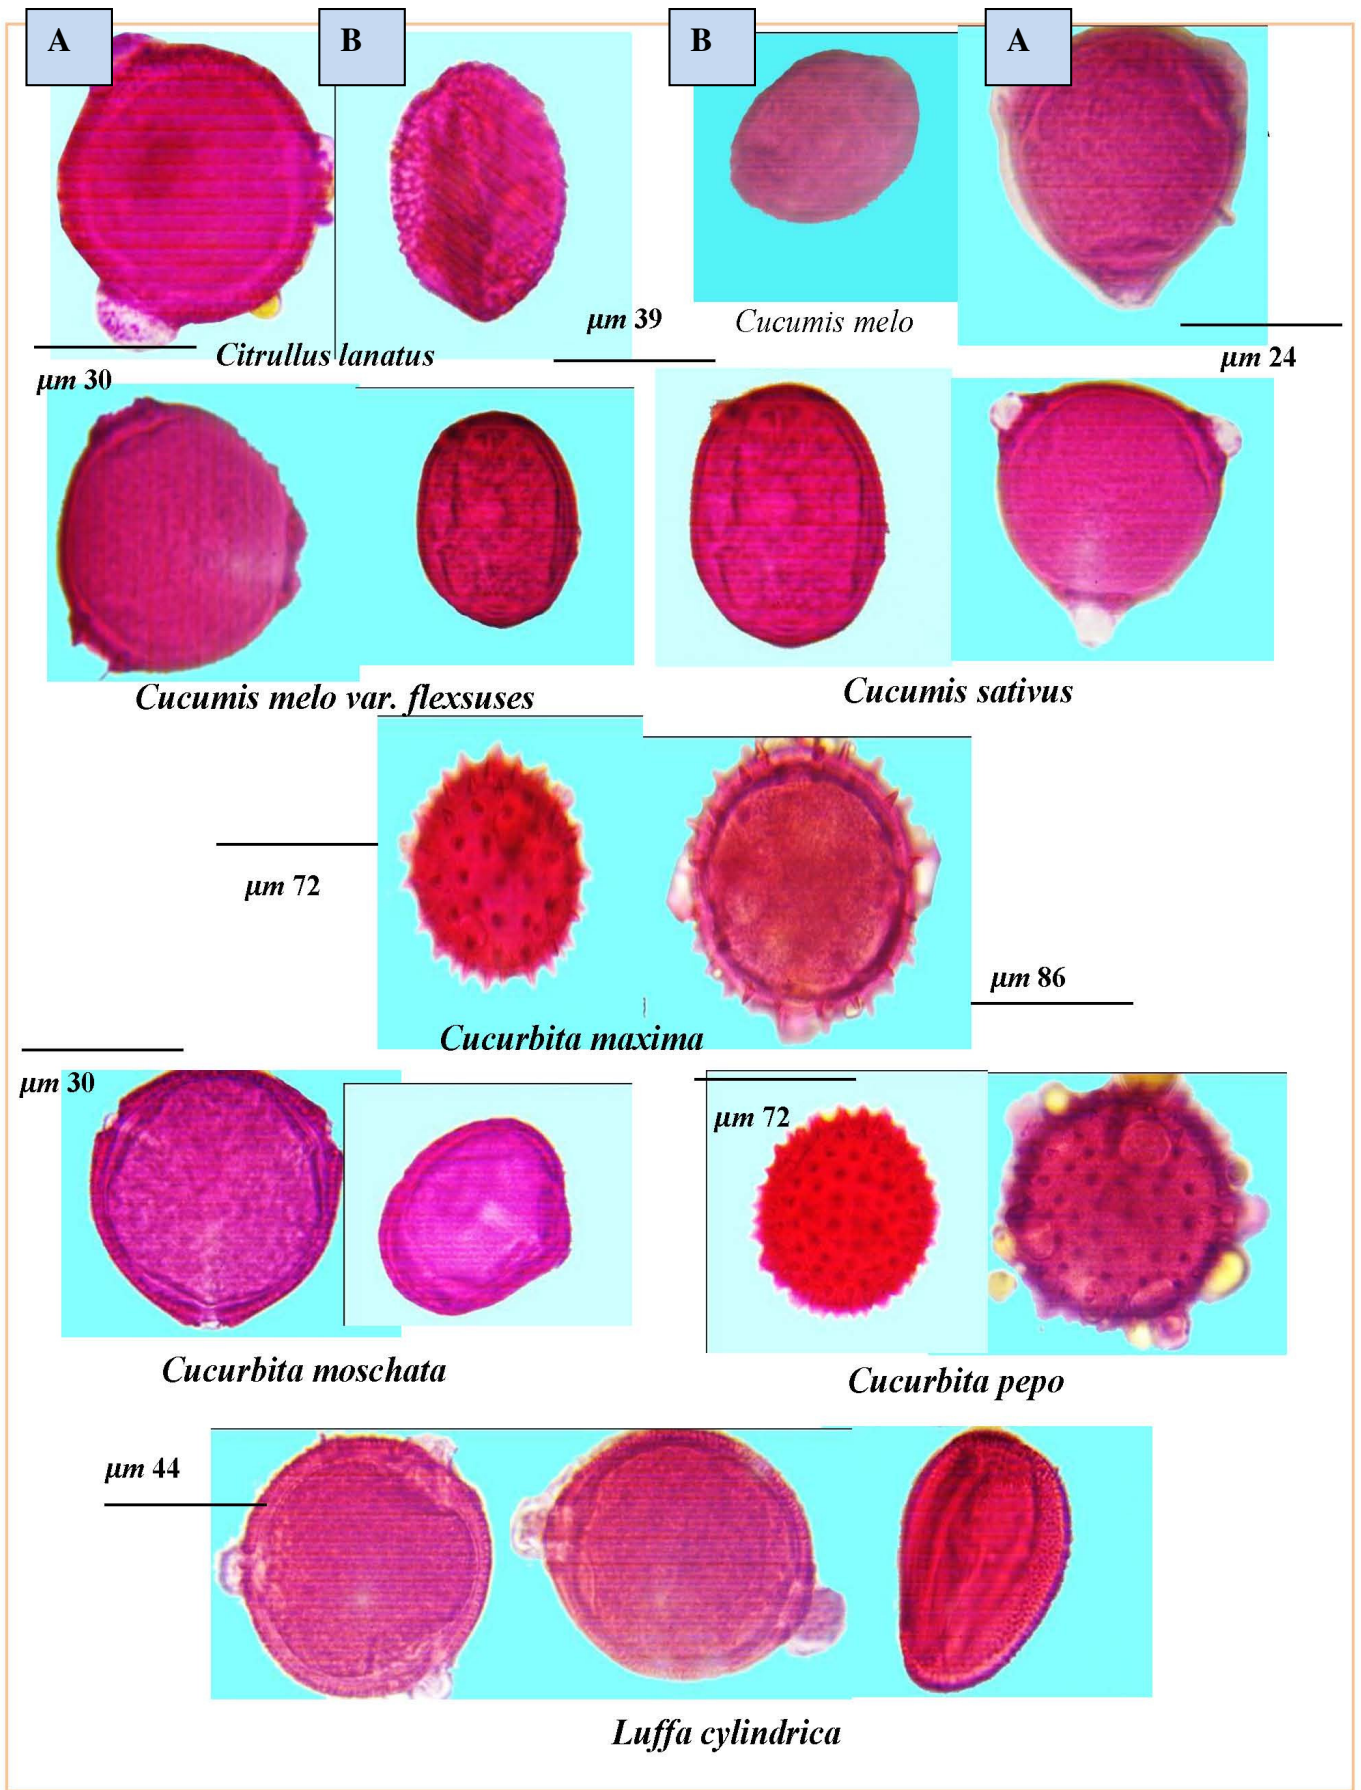 A
B
B
A
μm 39
Cucumis melo
Citrullus lanatus
μm 24
μm 30
Cucumis melo var. flexsuses
Cucumis sativus
μm 72
μm 86
Cucurbita maxima
μm 30
μm 72
Cucurbita moschata
Cucurbita pepo
μm 44
Luffa cylindrica